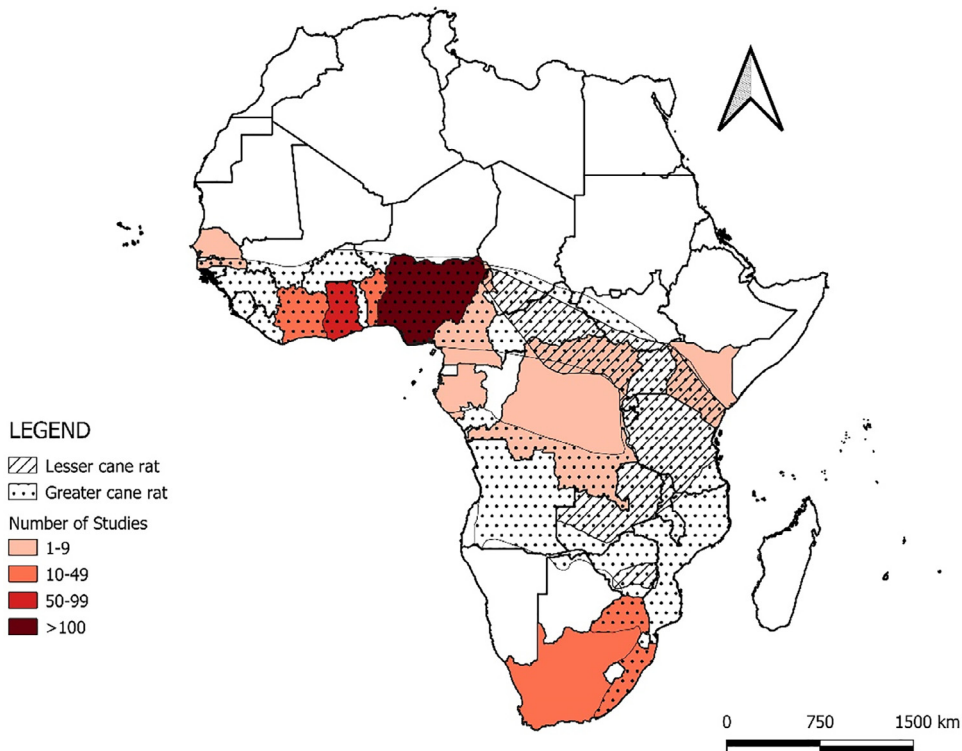 LEGEND
Lesser cane rat
Greater cane rat
Number of Studies
1-9
10-49
50-99
>100
0 750 1500 km